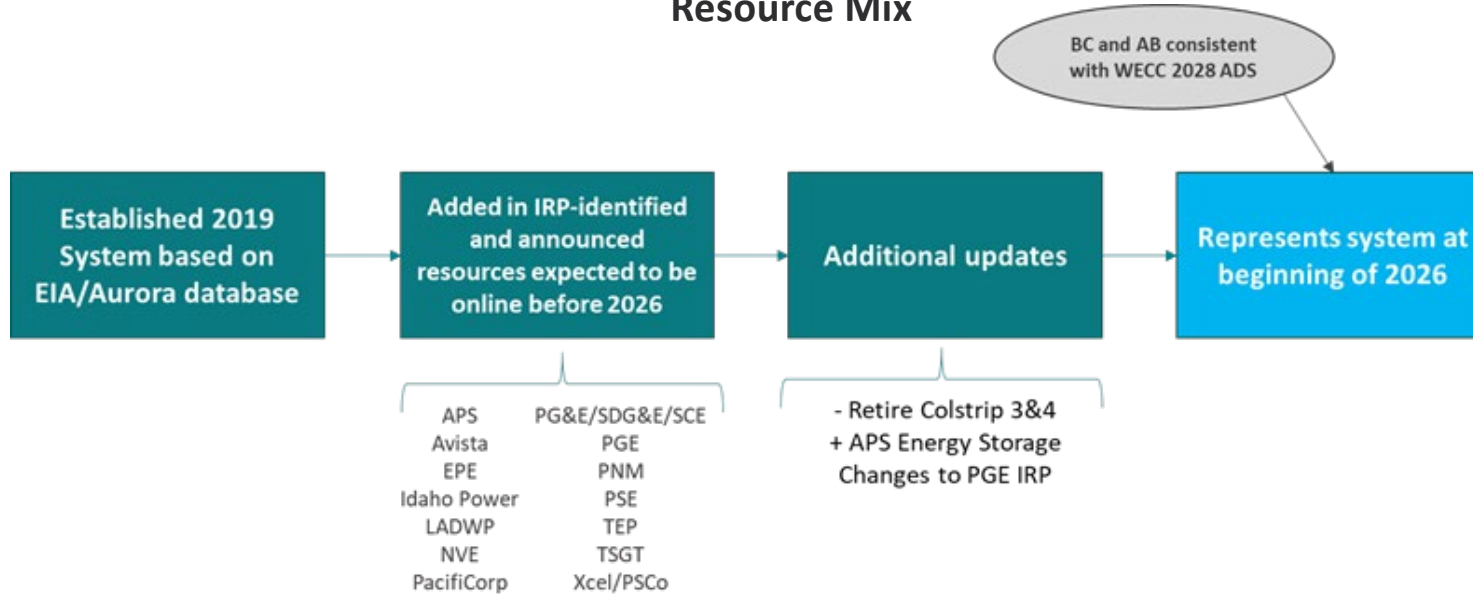 Resource Mix
BC and AB consistent
with WECC 2028 ADS
Established 2019
System based on
EIA/Aurora database
Added in IRP-identified
and announced
resources expected to be
online before 2026
Additional updates
Represents system at
beginning of 2026
APS
Avista
EPE
Idaho Power
LADWP
NVE
PacifiCorp
PG&E/SDG&E/SCE
PGE
PNM
PSE
TEP
TSGT
Xcel/PSCo
- Retire Colstrip 3&4
+ APS Energy Storage
Changes to PGE IRP